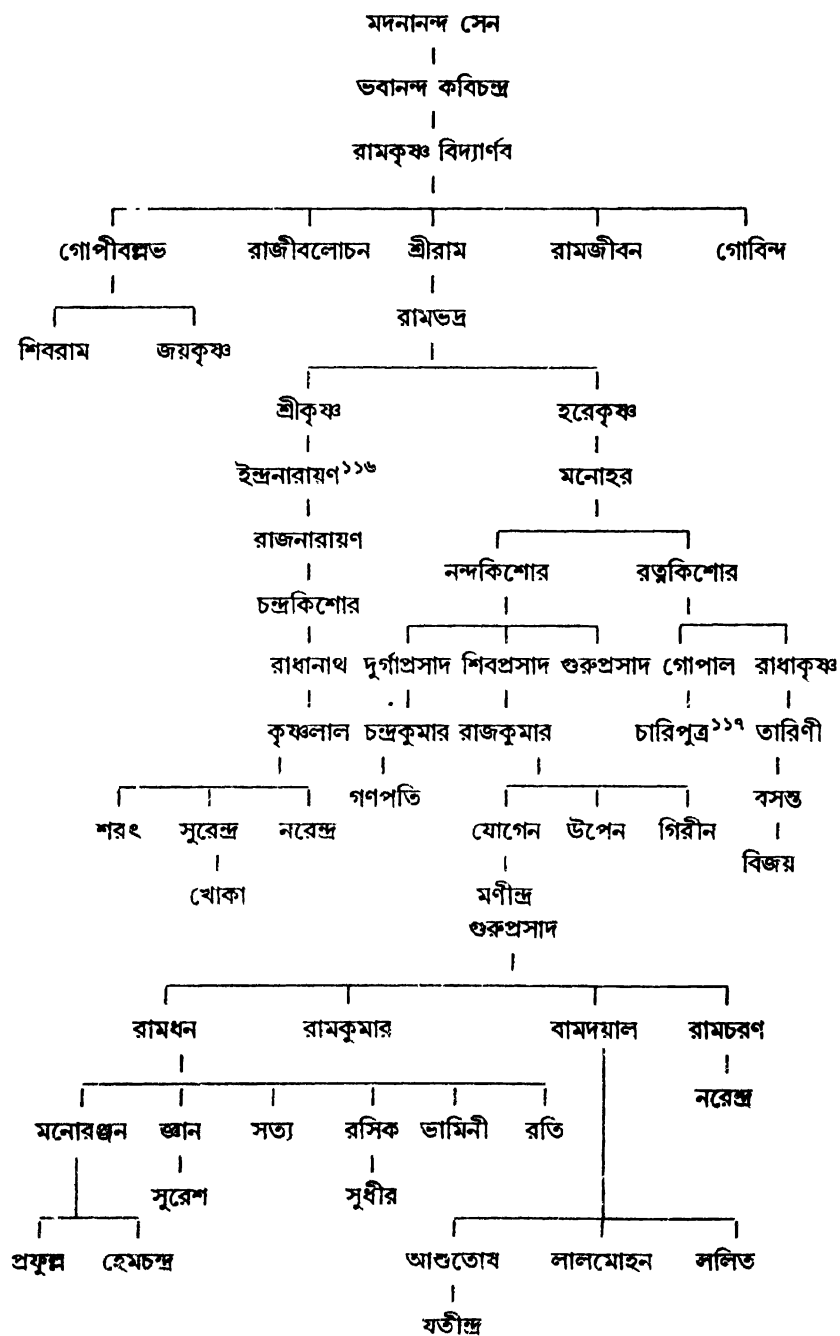 মদনানন্দ সেন
ভবানন্দ কবিচন্দ্র
রামকৃষ্ণ বিদ্যার্ণব
গোপীবল্লভ রাজীবলোচন শ্রীরাম রামজীবন গোবিন্দ
রামভদ্র
শিবরাম জয়কৃষ্ণ
শ্রীকৃষ্ণ হরেকৃষ্ণ
ইন্দ্রনারায়ণ১১৬ মনোহর
রাজনারায়ণ
নন্দকিশোর রত্নকিশোর
চন্দ্রকিশোর
রাধানাথ দুর্গাপ্রসাদ শিবপ্রসাদ গুরুপ্রসাদ গোপাল রাধাকৃষ্ণ
কৃষ্ণলাল চন্দ্রকুমার রাজকুমার চারিপুত্র১১৭ তারিণী
গণপতি বসন্ত
শরৎ সুরেন্দ্র নরেন্দ্র যোগেন উপেন গিরীন
বিজয়
খোকা মণীন্দ্র
গুরুপ্রসাদ
রামধন রামকুমার বামদয়াল রামচরণ
নরেন্দ্র
মনোরঞ্জন জ্ঞান সত্য রসিক ভামিনী রতি
সুরেশ সুধীর
প্রফুল্ল হেমচন্দ্র আশুতোষ লালমোহন ললিত
যতীন্দ্র